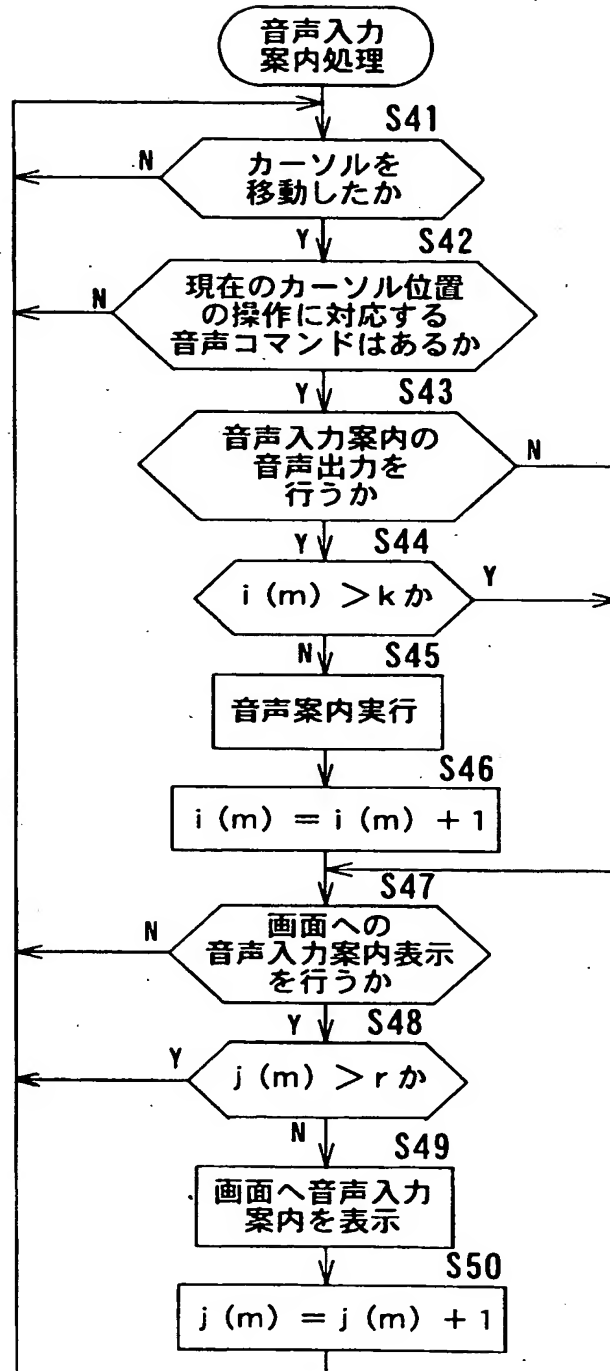 音声入力
案内処理
S41
N
カーソルを
移動したか
Y
S42
N
現在のカーソル位置
の操作に対応する
音声コマンドはあるか
Y
S43
音声入力案内の
音声出力を
行うか
N
Y
S44
i (m) > k か
Y
N
S45
音声案内実行
S46
i (m) = i (m) + 1
S47
N
画面への
音声入力案内表示
を行うか
Y
S48
Y
j (m) > r か
N
S49
画面へ音声入力
案内を表示
S50
j (m) = j (m) + 1